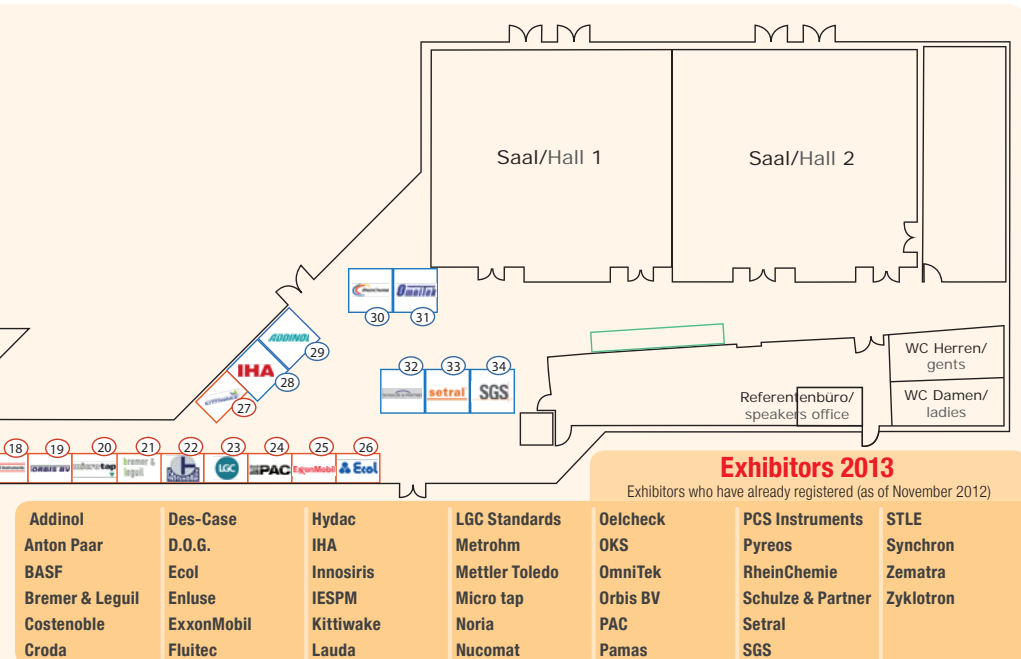 Saal/Hall 1
Saal/Hall 2
RheinChemie
OmniTek
30
31
ADDINOL
29
IHA
28
KITTIWAKE
27
32
33
34
setral
SGS
WC Herren/
gents
Referentenbüro/
speakers office
WC Damen/
ladies
18
19
20
21
22
23
24
25
26
ORBIS BV
microtap
bremer &
leguil
LGC
PAC
ExxonMobil
Ecol
Exhibitors 2013
Exhibitors who have already registered (as of November 2012)
Addinol
Anton Paar
BASF
Bremer & Leguil
Costenoble
Croda
Des-Case
D.O.G.
Ecol
Enluse
ExxonMobil
Fluitec
Hydac
IHA
Innosiris
IESPM
Kittiwake
Lauda
LGC Standards
Metrohm
Mettler Toledo
Micro tap
Noria
Nucomat
Oelcheck
OKS
OmniTek
Orbis BV
PAC
Pamas
PCS Instruments
Pyreos
RheinChemie
Schulze & Partner
Setral
SGS
STLE
Synchron
Zematra
Zyklotron